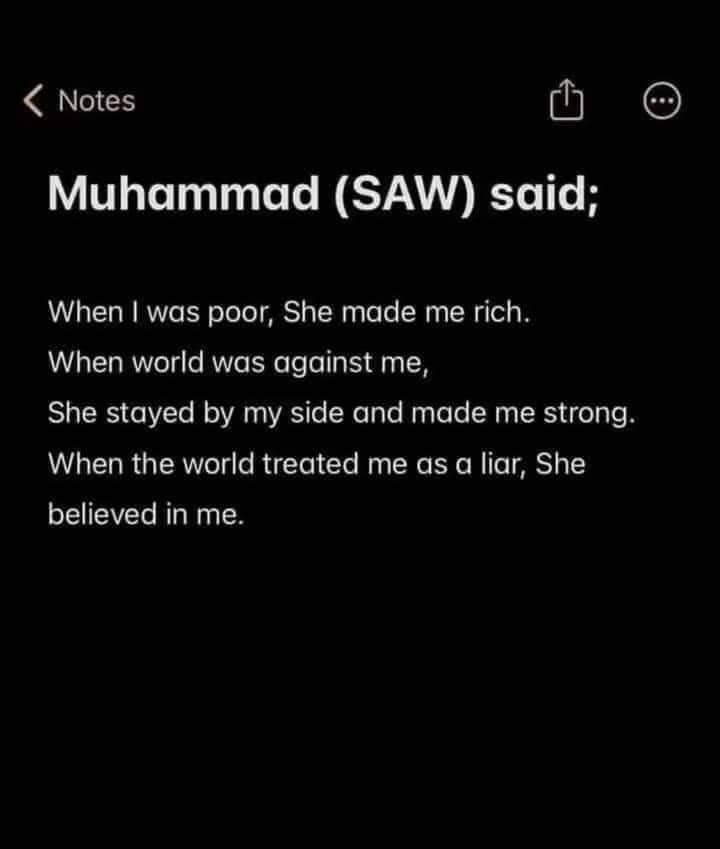 Notes
Muhammad (SAW) said;
When I was poor, She made me rich.
When world was against me,
She stayed by my side and made me strong.
When the world treated me as a liar, She
believed in me.